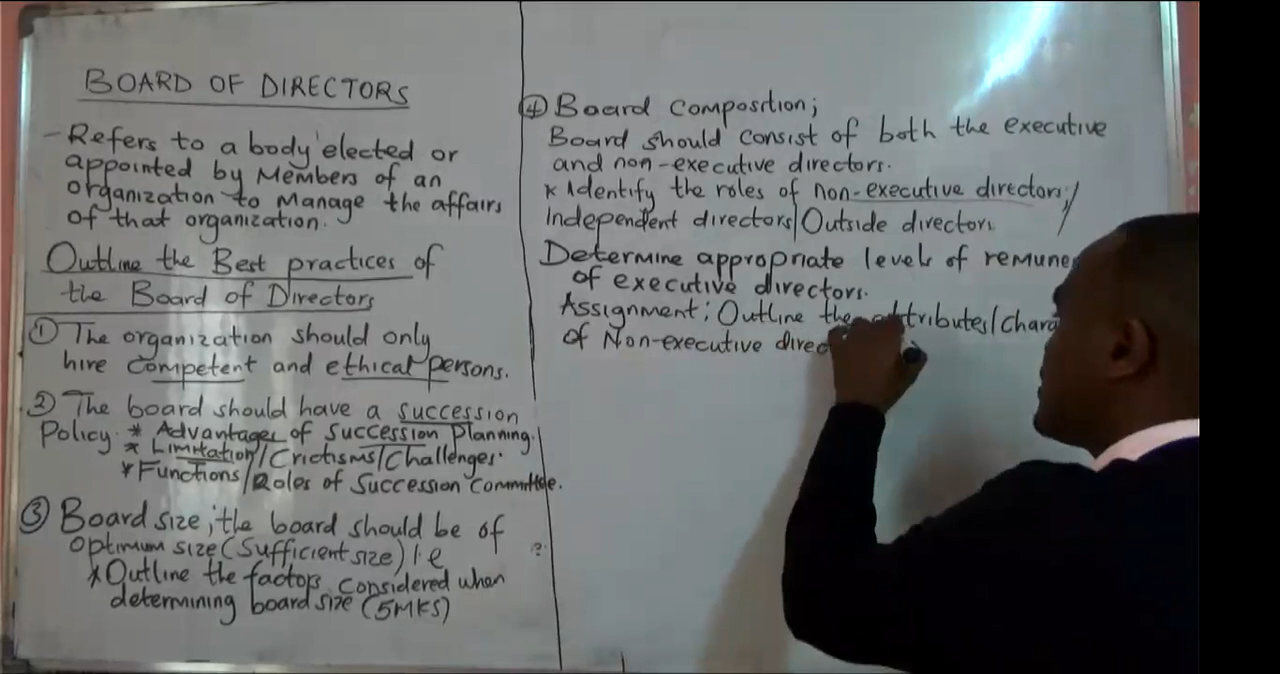 BOARD OF DIRECTORS
- Refers to a body elected or
appointed by Members of an
organization to Manage the affairs
of that organization.
Outline the Best practices of
the Board of Directors
① The organization should only
hire competent and ethical persons.
② The board should have a succession
Policy. * Advantages of Succession Planning.
* Limitation/Critisms/Challenges.
* Functions/Roles of Succession Committee.
③ Board size; the board should be of
optimum size (Sufficient size) i.e
* Outline the factors considered when
determining board size (5MKS)
④ Board Composition;
Board should consist of both the executive
and non-executive directors.
* Identify the roles of non-executive directors/
Independent directors/Outside directors
Determine appropriate levels of remune
of executive directors.
Assignment; Outline the attributes/chara
of Non-executive direc